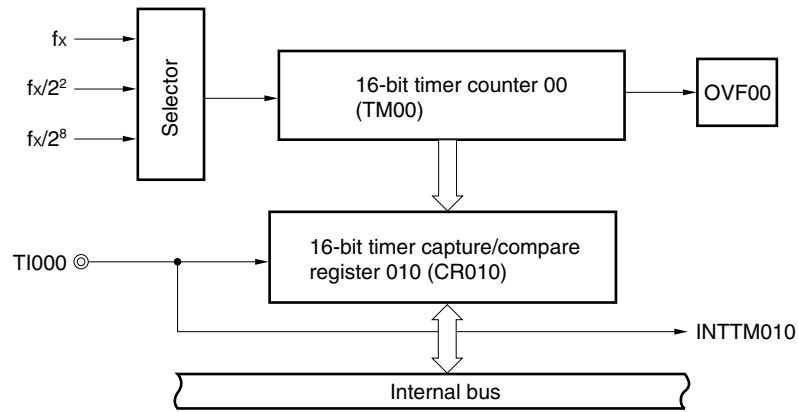 fx
fx/2²
fx/2⁸
Selector
16-bit timer counter 00
(TM00)
OVF00
TI000
16-bit timer capture/compare
register 010 (CR010)
INTTM010
Internal bus